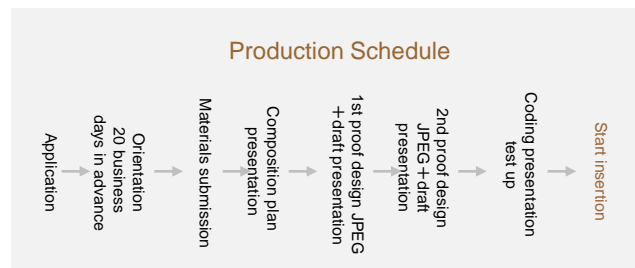 Production Schedule
Application
Orientation
20 business
days in advance
Materials submission
Composition plan
presentation
1st proof design JPEG
＋draft presentation
2nd proof design
JPEG＋draft
presentation
Coding presentation
test up
Start insertion